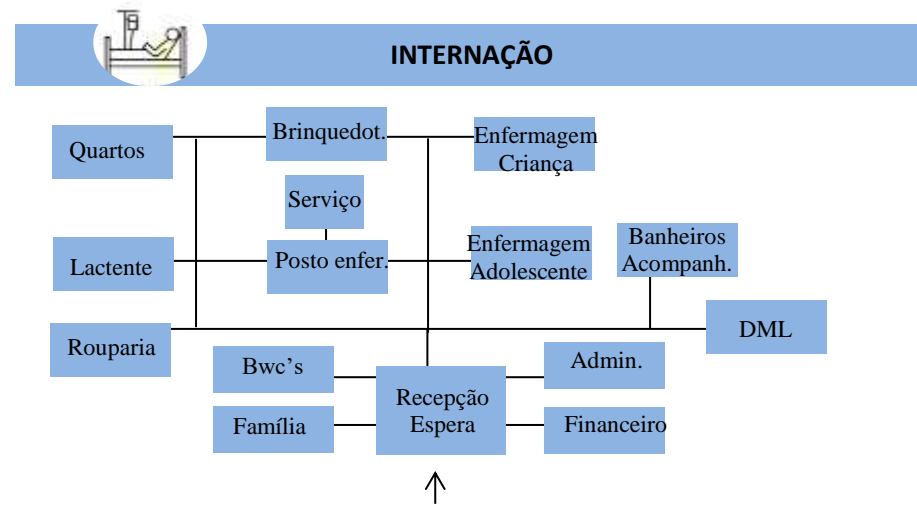 INTERNAÇÃO
Quartos
Brinquedot.
Enfermagem
Criança
Serviço
Lactente
Posto enfer.
Enfermagem
Adolescente
Banheiros
Acompanh.
Rouparia
DML
Bwc's
Recepção
Espera
Admin.
Família
Financeiro